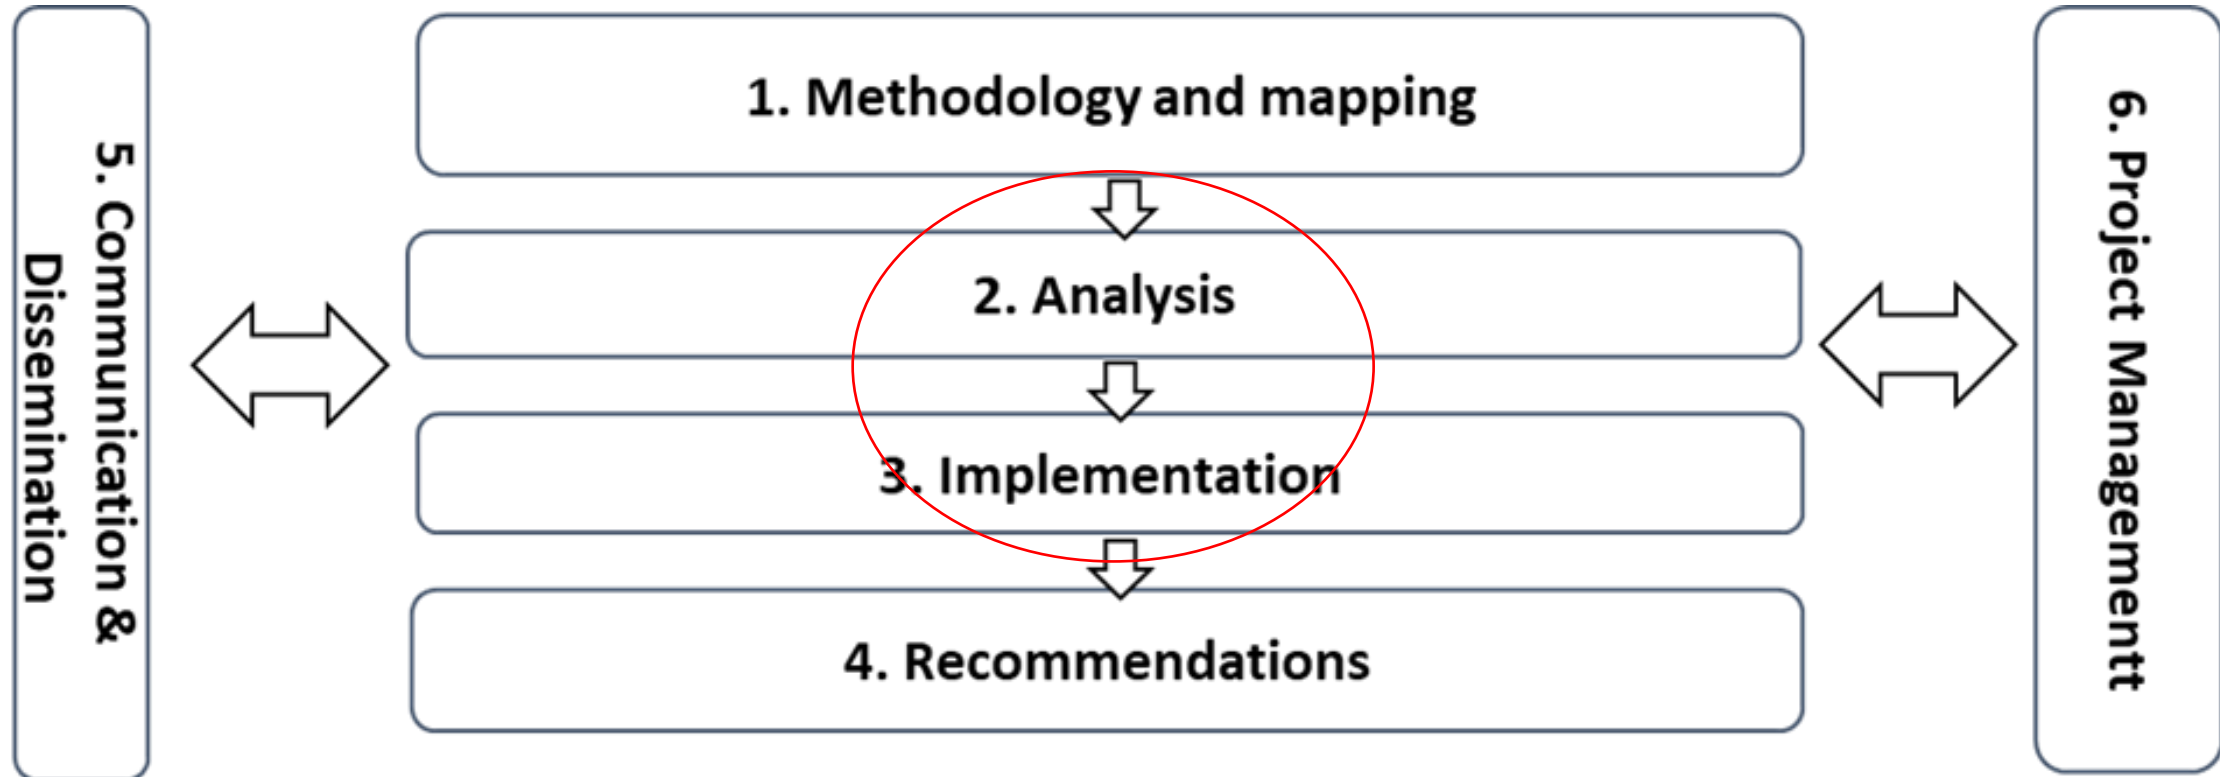 5. Communication &
Dissemination
1. Methodology and mapping
2. Analysis
3. Implementation
4. Recommendations
6. Project Managementt